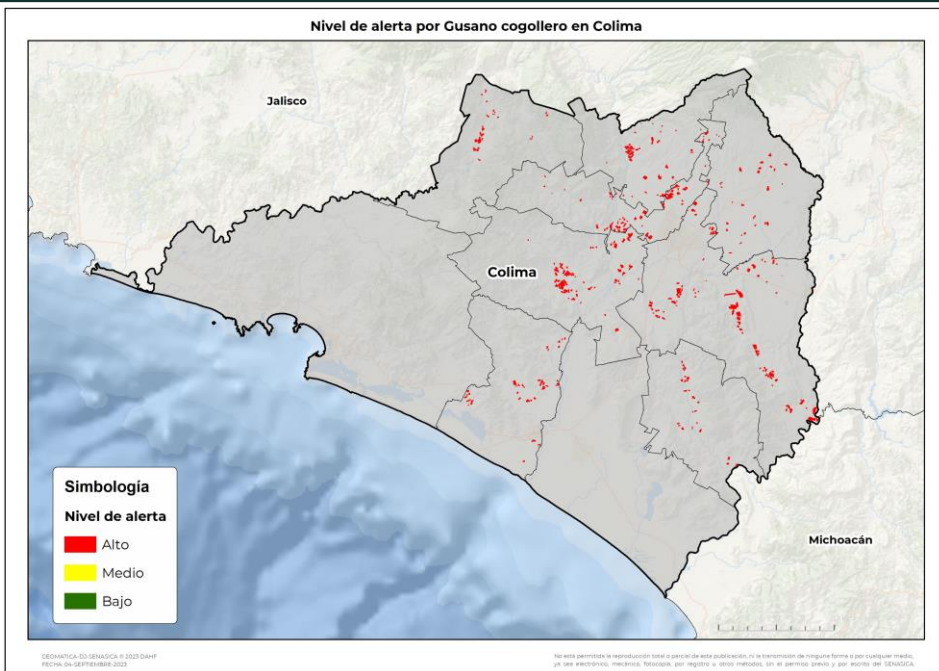 Nivel de alerta por Gusano cogollero en Colima
Jalisco
Colima
Michoacán
Simbología
Nivel de alerta
Alto
Medio
Bajo
GEOMATICA-DJ-SENASICA © 2023 DAHF
FECHA: 04-SEPTIEMBRE-2023
No está permitida la reproducción total o parcial de esta publicación, ni la transmisión de ninguna forma o por cualquier medio,
ya sea electrónico, mecánico, fotocopia, por registro u otros métodos, sin el permiso previo y por escrito del SENASICA.